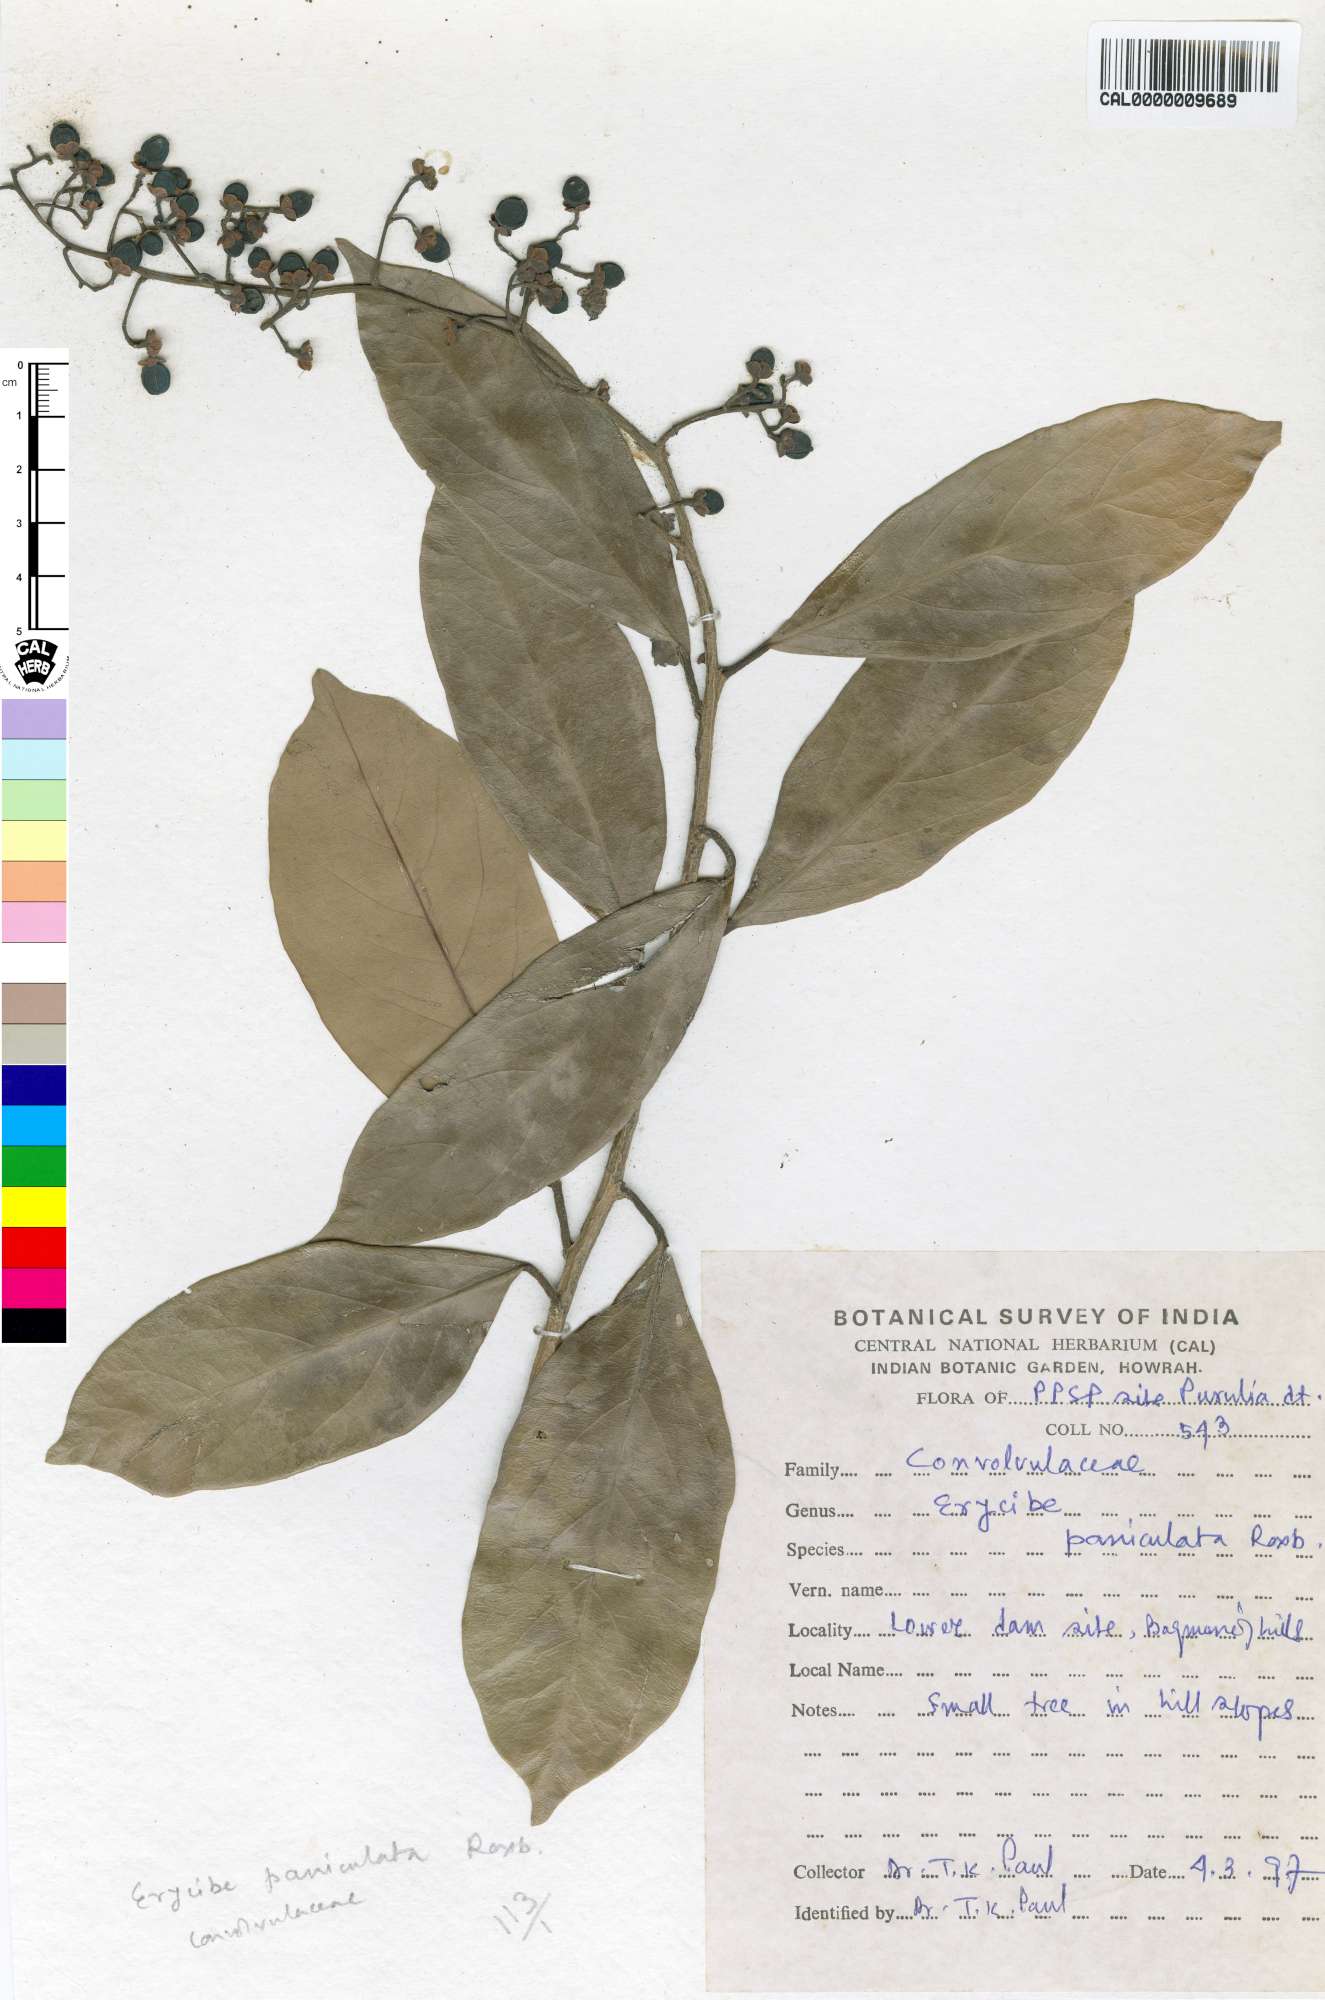 CAL0000009689
0
cm
1
2
3
4
5
CAL
HERB
BOTANICAL SURVEY OF INDIA
CENTRAL NATIONAL HERBARIUM (CAL)
INDIAN BOTANIC GARDEN, HOWRAH.
FLORA OF PPSP site Purulia dt.
COLL NO. 543
Family Convolvulaceae
Genus Erycibe
Species paniculata Roxb.
Vern. name
Locality Lower dam site, hills
Local Name
Notes Small tree in hill slopes
Collector Dr. T.K. Paul Date 4.3.97
Identified by Dr. T.K. Paul
Erycibe paniculata Roxb.
Convolvulaceae
113/1